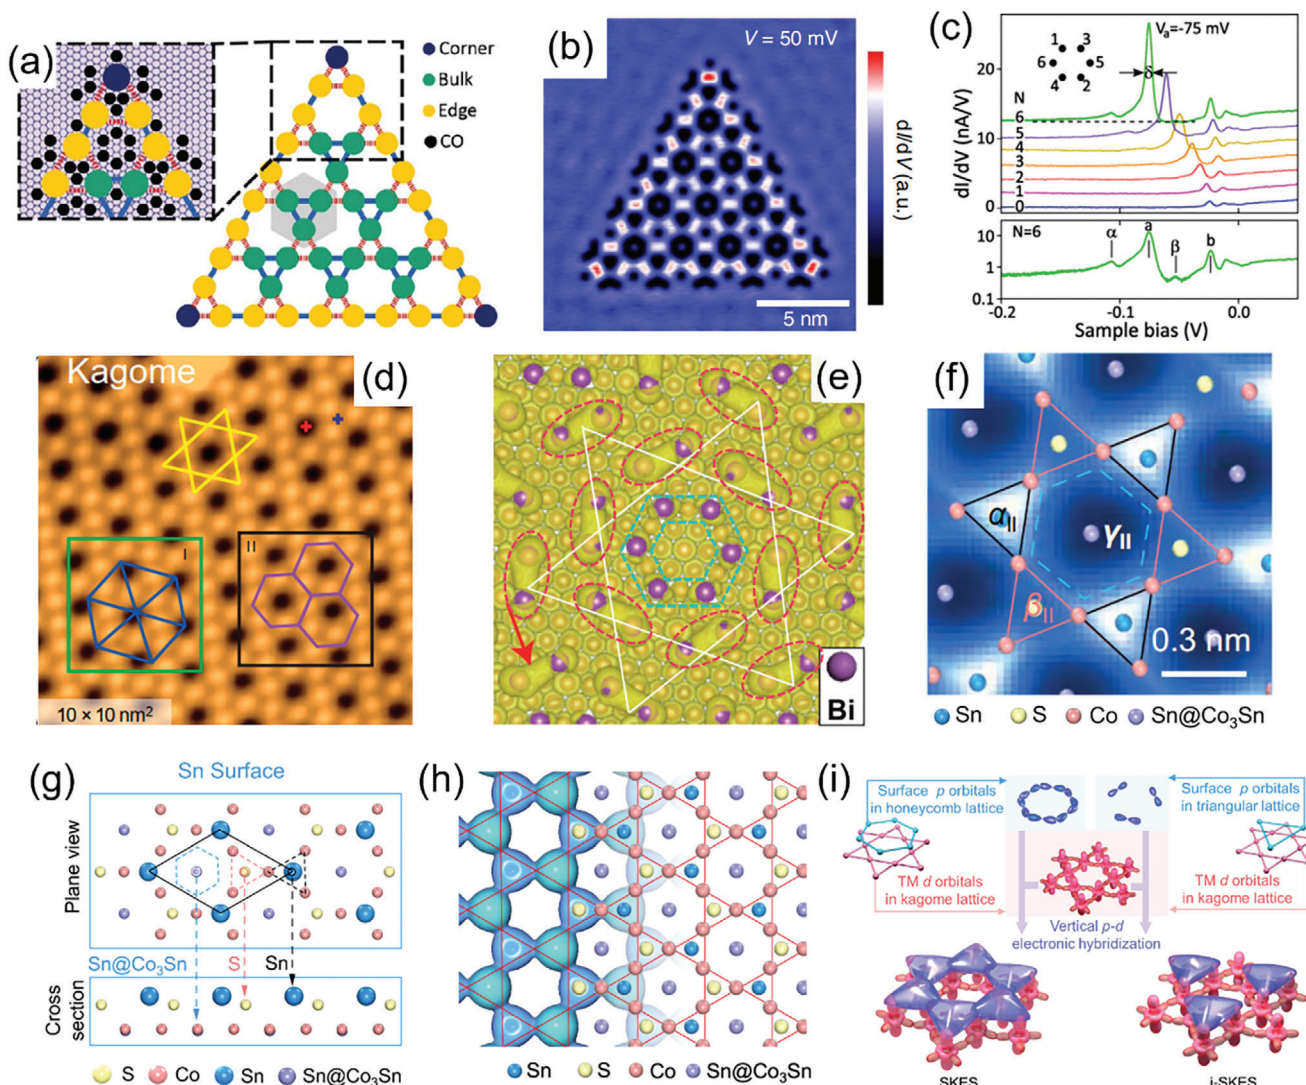 (a)
Corner
Bulk
Edge
CO
(b)
V = 50 mV
5 nm
dI/dV (a.u.)
(c)
Vₐ=-75 mV
1 3
6 5
4 2
δ
N
6
5
4
3
2
1
0
20
10
0
dI/dV (nA/V)
N=6
α
a
β
b
10
1
0.1
-0.2
-0.1
0.0
Sample bias (V)
Kagome
(d)
I
II
10 × 10 nm²
(e)
Bi
(f)
α_II
γ_II
β_II
0.3 nm
Sn
S
Co
Sn@Co₃Sn
(g)
Sn Surface
Plane view
Sn@Co₃Sn
S
Sn
Cross section
S
Co
Sn
Sn@Co₃Sn
(h)
Sn
S
Co
Sn@Co₃Sn
(i)
Surface p orbitals
in honeycomb lattice
Surface p orbitals
in triangular lattice
TM d orbitals
in kagome lattice
TM d orbitals
in kagome lattice
Vertical p-d
electronic hybridization
SKES
i-SKES